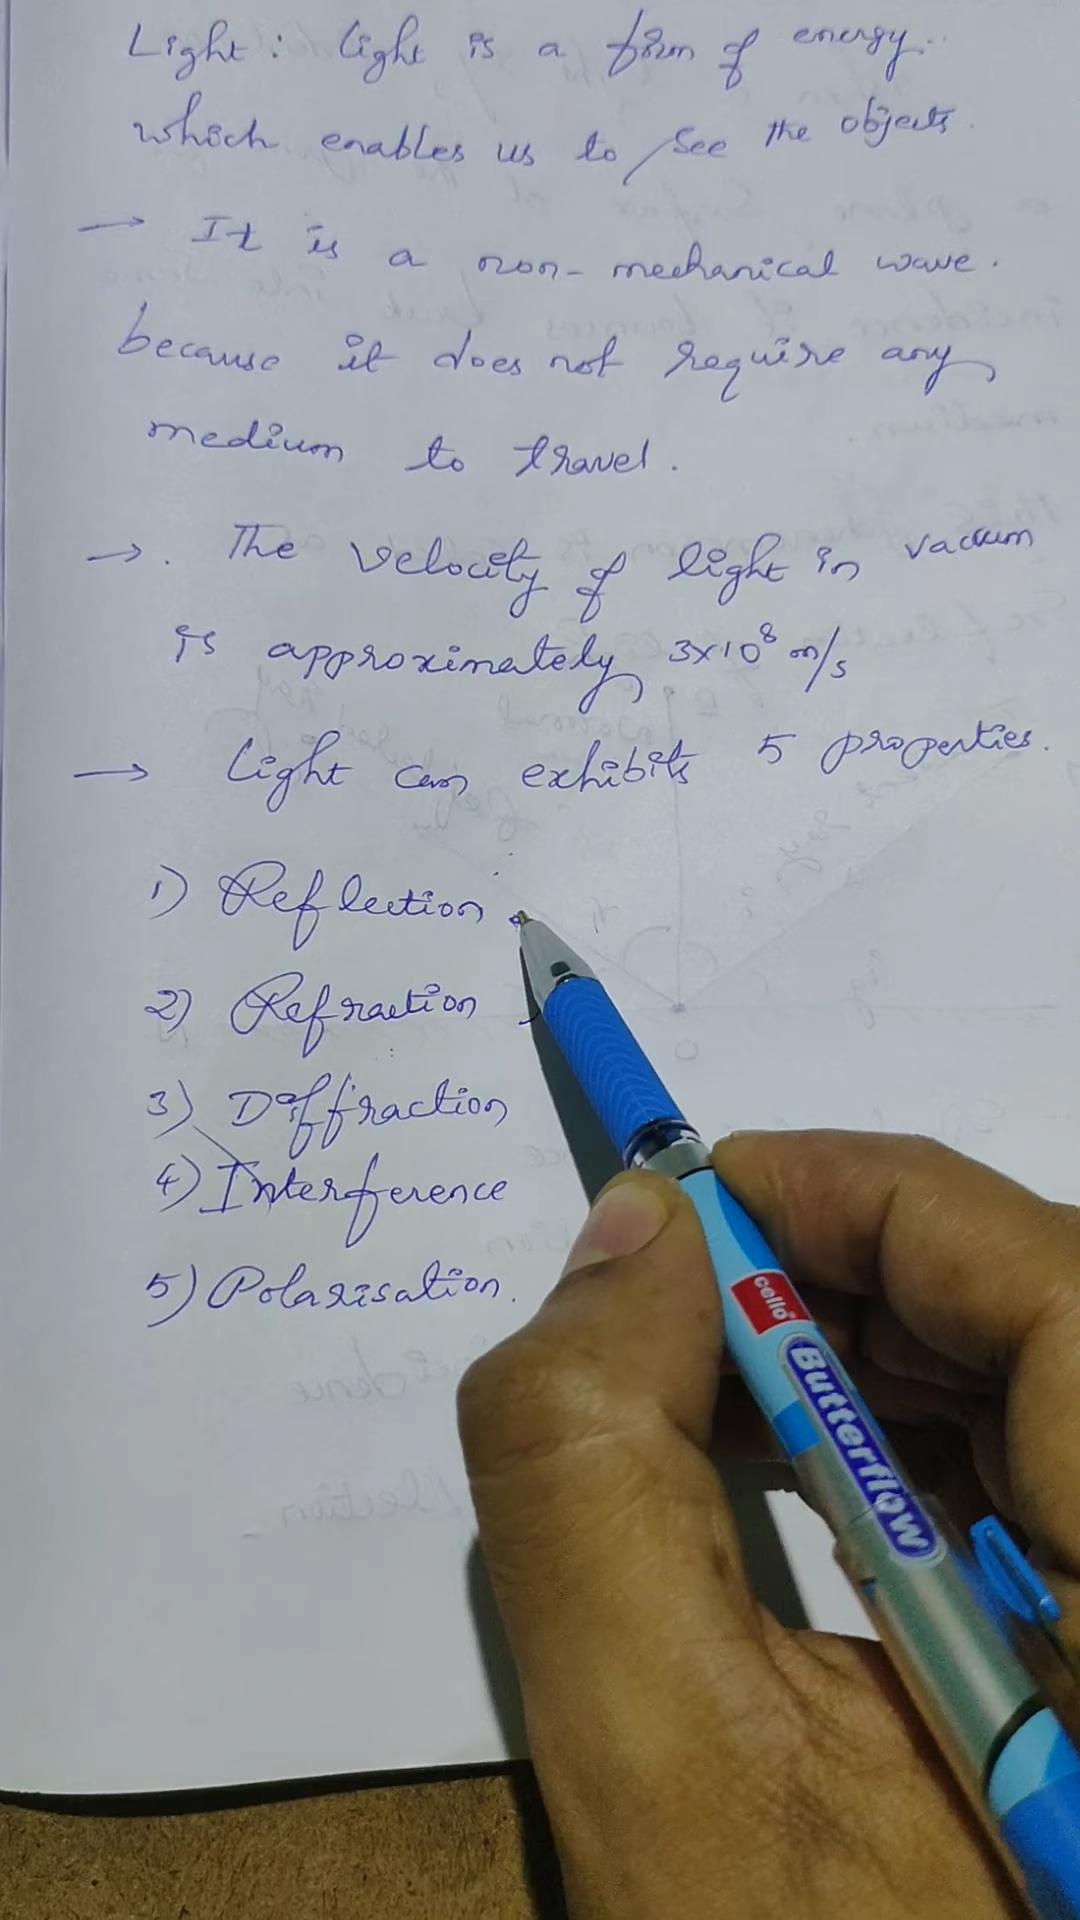 Light: light is a form of energy..
which enables us to see the objects.
→ It is a non-mechanical wave.
because it does not require any
medium to travel.
→. The velocity of light in vacuum
is approximately 3x10⁸ m/s
→ light can exhibits 5 properties.
1) Reflection
2) Refraction
3) Diffraction
4) Interference
5) Polarisation.
cello
Butterflow